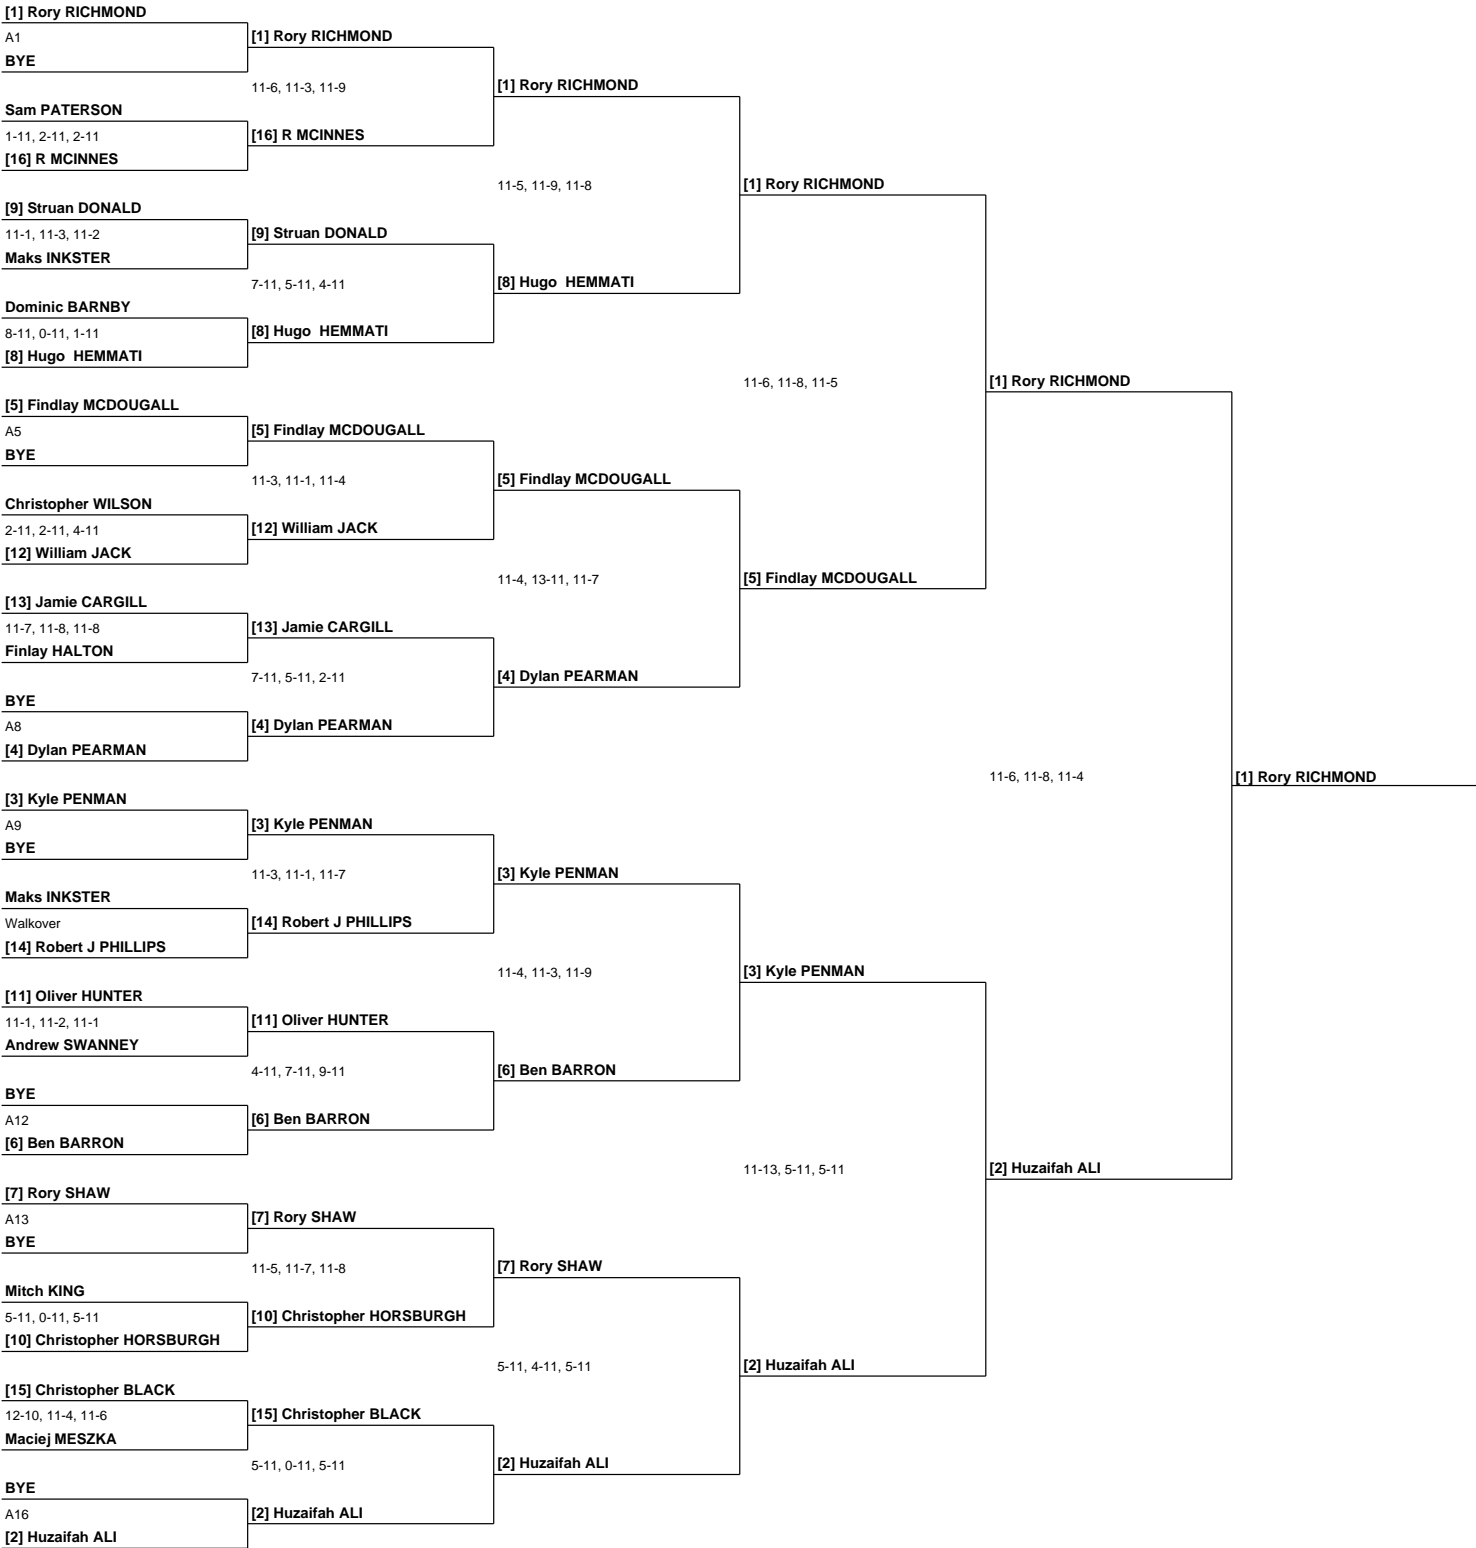 [1] Rory RICHMOND
A1
BYE
Sam PATERSON
1-11, 2-11, 2-11
[16] R MCINNES
[9] Struan DONALD
11-1, 11-3, 11-2
Maks INKSTER
Dominic BARNBY
8-11, 0-11, 1-11
[8] Hugo  HEMMATI
[5] Findlay MCDOUGALL
A5
BYE
Christopher WILSON
2-11, 2-11, 4-11
[12] William JACK
[13] Jamie CARGILL
11-7, 11-8, 11-8
Finlay HALTON
BYE
A8
[4] Dylan PEARMAN
[3] Kyle PENMAN
A9
BYE
Maks INKSTER
Walkover
[14] Robert J PHILLIPS
[11] Oliver HUNTER
11-1, 11-2, 11-1
Andrew SWANNEY
BYE
A12
[6] Ben BARRON
[7] Rory SHAW
A13
BYE
Mitch KING
5-11, 0-11, 5-11
[10] Christopher HORSBURGH
[15] Christopher BLACK
12-10, 11-4, 11-6
Maciej MESZKA
BYE
A16
[2] Huzaifah ALI
[1] Rory RICHMOND
11-6, 11-3, 11-9
[16] R MCINNES
[9] Struan DONALD
7-11, 5-11, 4-11
[8] Hugo  HEMMATI
[5] Findlay MCDOUGALL
11-3, 11-1, 11-4
[12] William JACK
[13] Jamie CARGILL
7-11, 5-11, 2-11
[4] Dylan PEARMAN
[3] Kyle PENMAN
11-3, 11-1, 11-7
[14] Robert J PHILLIPS
[11] Oliver HUNTER
4-11, 7-11, 9-11
[6] Ben BARRON
[7] Rory SHAW
11-5, 11-7, 11-8
[10] Christopher HORSBURGH
[15] Christopher BLACK
5-11, 0-11, 5-11
[2] Huzaifah ALI
[1] Rory RICHMOND
11-5, 11-9, 11-8
[8] Hugo  HEMMATI
[5] Findlay MCDOUGALL
11-4, 13-11, 11-7
[4] Dylan PEARMAN
[3] Kyle PENMAN
11-4, 11-3, 11-9
[6] Ben BARRON
[7] Rory SHAW
5-11, 4-11, 5-11
[2] Huzaifah ALI
[1] Rory RICHMOND
11-6, 11-8, 11-5
[5] Findlay MCDOUGALL
[3] Kyle PENMAN
11-13, 5-11, 5-11
[2] Huzaifah ALI
[1] Rory RICHMOND
11-6, 11-8, 11-4
[2] Huzaifah ALI
[1] Rory RICHMOND